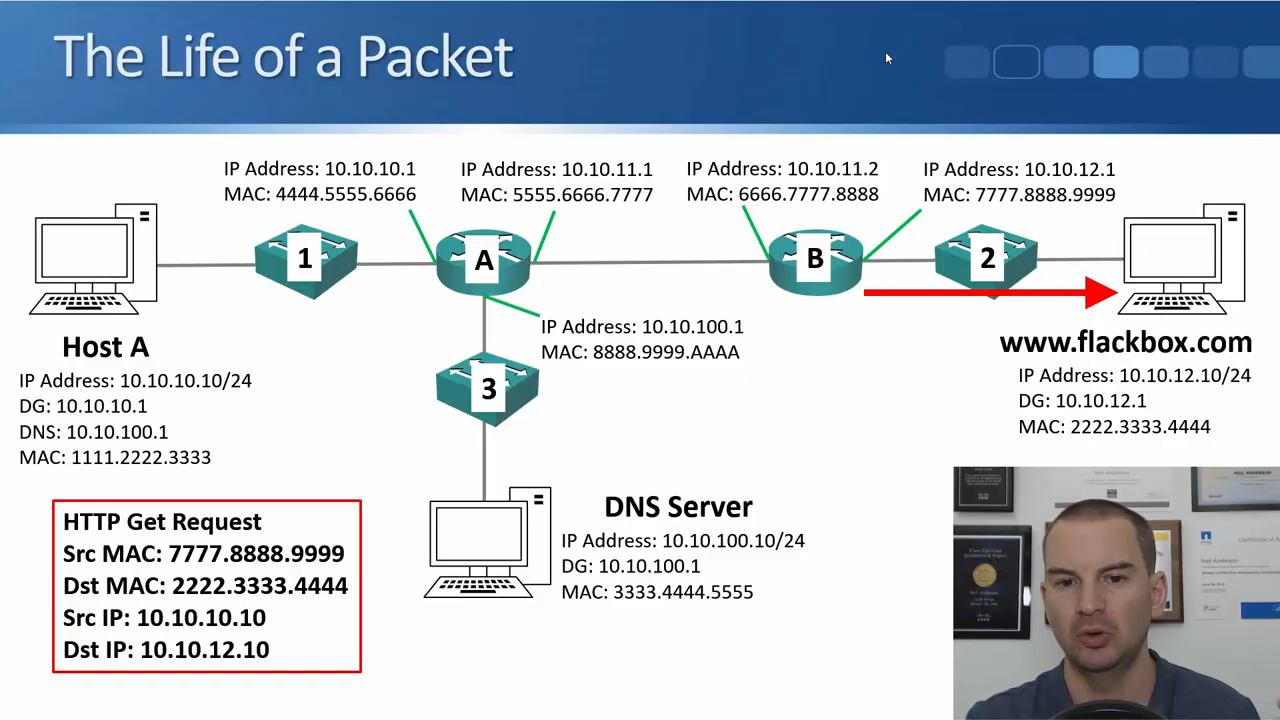 The Life of a Packet
IP Address: 10.10.10.1
MAC: 4444.5555.6666
IP Address: 10.10.11.1
MAC: 5555.6666.7777
IP Address: 10.10.11.2
MAC: 6666.7777.8888
IP Address: 10.10.12.1
MAC: 7777.8888.9999
1
A
B
2
IP Address: 10.10.100.1
MAC: 8888.9999.AAAA
Host A
IP Address: 10.10.10.10/24
DG: 10.10.10.1
DNS: 10.10.100.1
MAC: 1111.2222.3333
www.flackbox.com
IP Address: 10.10.12.10/24
DG: 10.10.12.1
MAC: 2222.3333.4444
3
DNS Server
IP Address: 10.10.100.10/24
DG: 10.10.100.1
MAC: 3333.4444.5555
HTTP Get Request
Src MAC: 7777.8888.9999
Dst MAC: 2222.3333.4444
Src IP: 10.10.10.10
Dst IP: 10.10.12.10